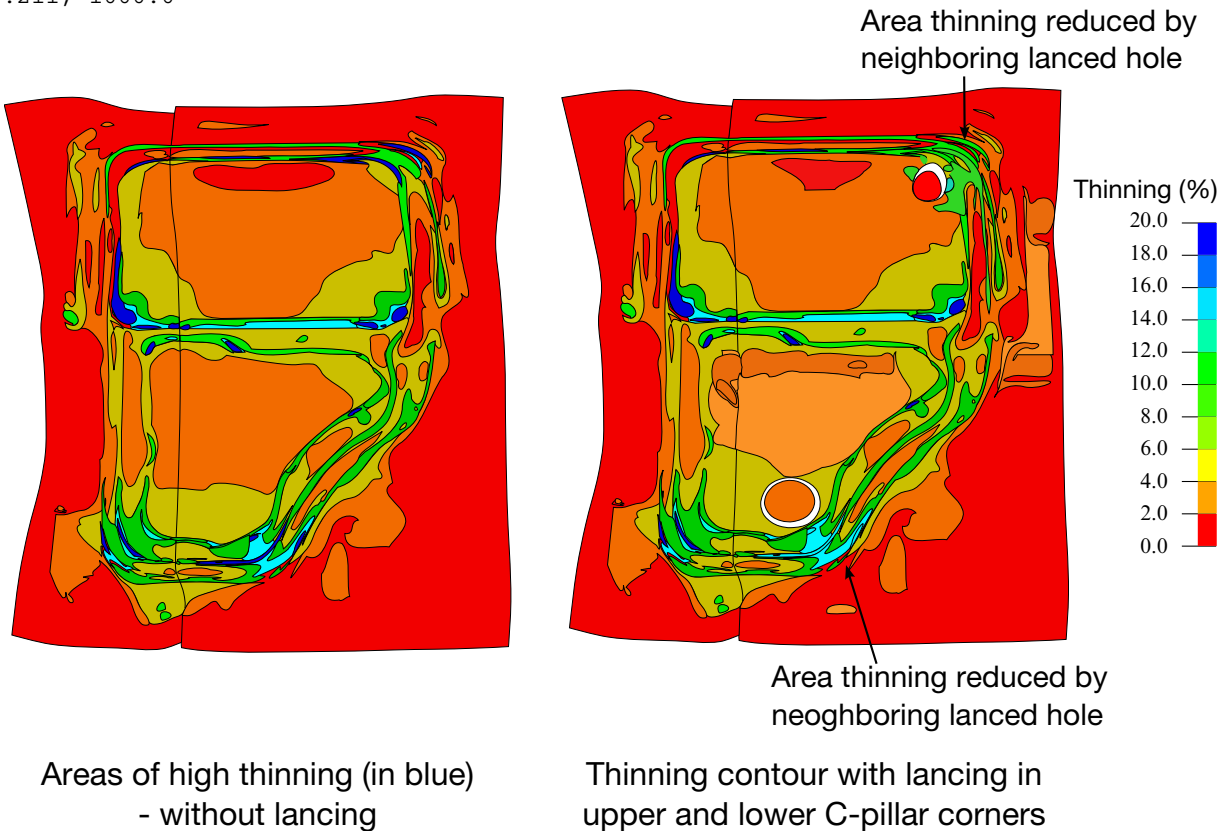 Area thinning reduced by
neighboring lanced hole
Thinning (%)
20.0
18.0
16.0
14.0
12.0
10.0
8.0
6.0
4.0
2.0
0.0
Area thinning reduced by
neoghboring lanced hole
Areas of high thinning (in blue)
- without lancing
Thinning contour with lancing in
upper and lower C-pillar corners